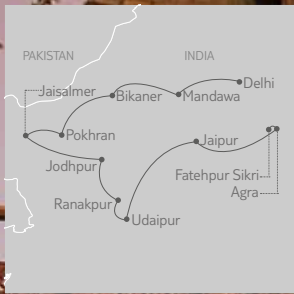 PAKISTAN INDIA
Delhi
Jaisalmer
Bikaner
Mandawa
Pokhran
Jaipur
Jodhpur
Fatehpur Sikri
Agra
Ranakpur
Udaipur